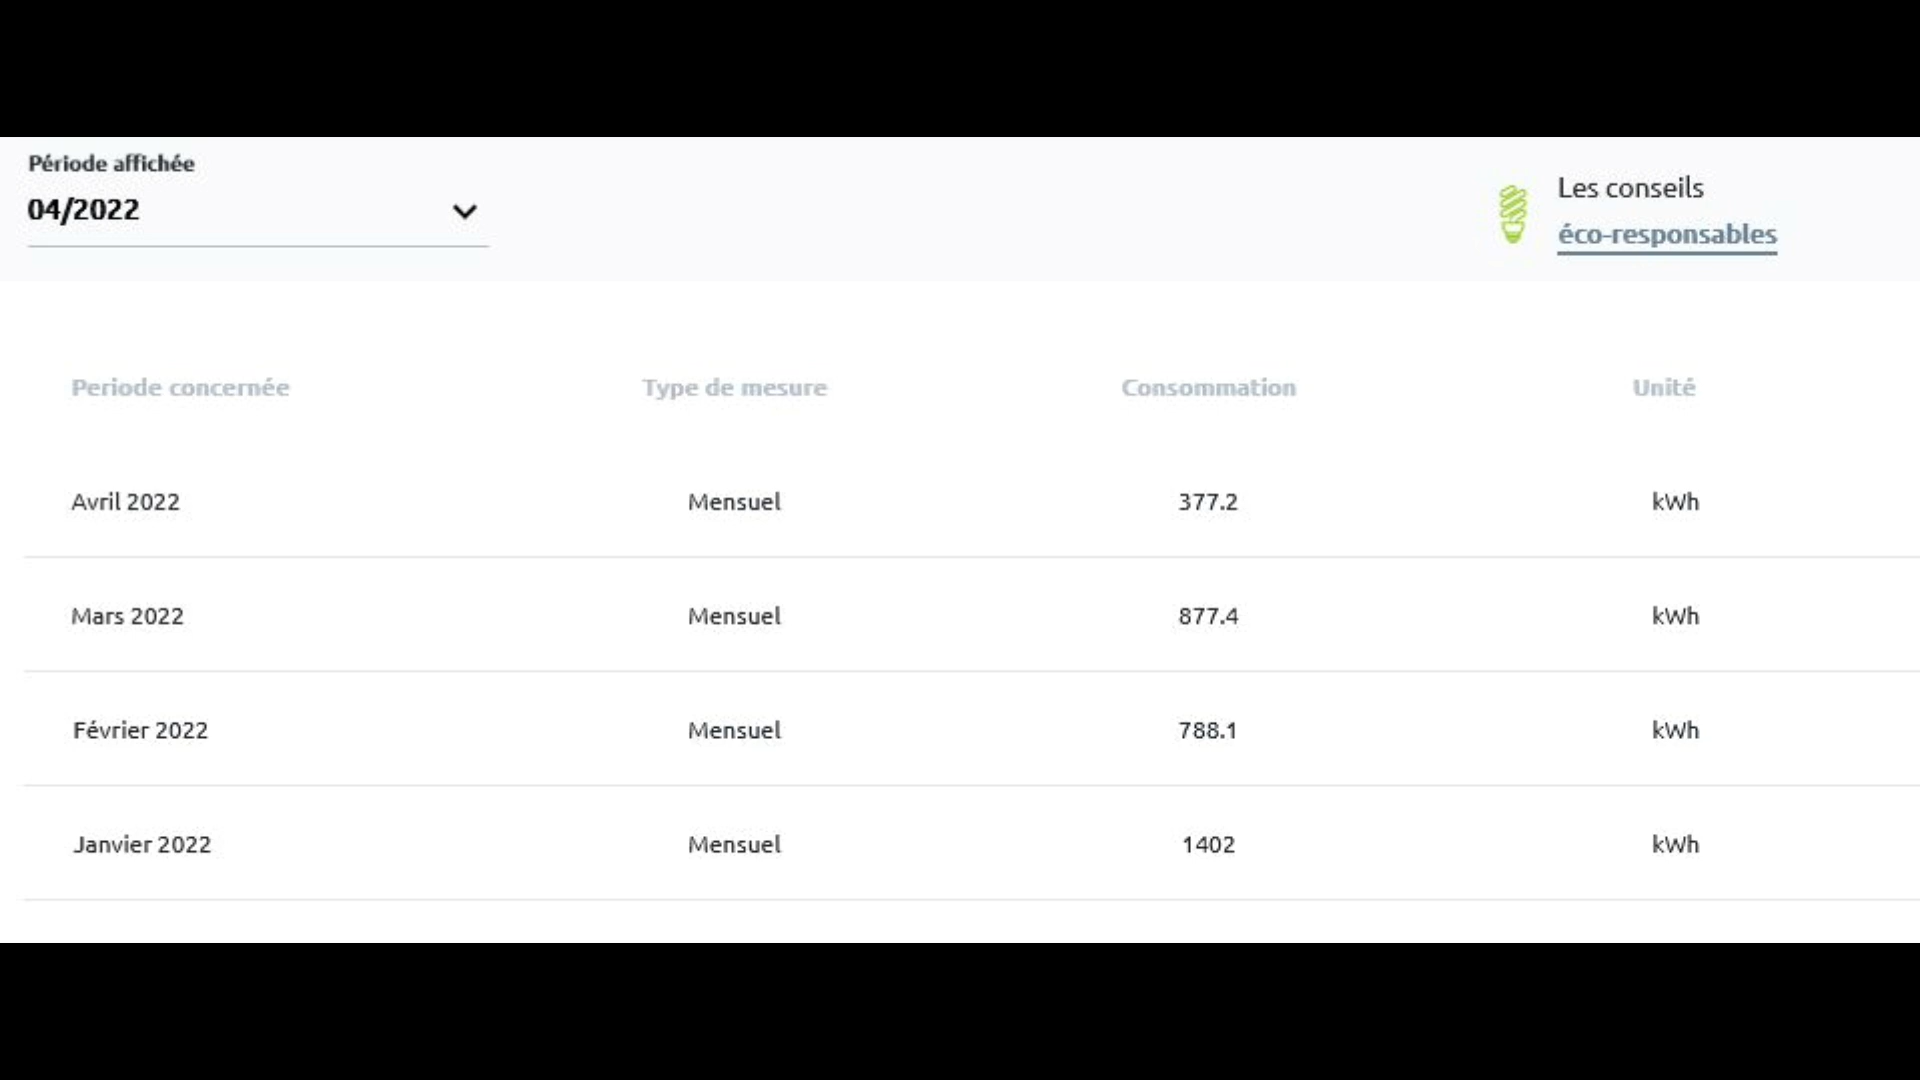 Période affichée
04/2022
Les conseils
éco-responsables
Periode concernée Type de mesure Consommation Unité
Avril 2022 Mensuel 377.2 kWh
Mars 2022 Mensuel 877.4 kWh
Février 2022 Mensuel 788.1 kWh
Janvier 2022 Mensuel 1402 kWh